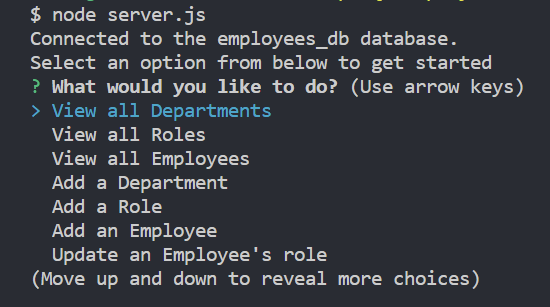 $ node server.js
Connected to the employees_db database.
Select an option from below to get started
? What would you like to do? (Use arrow keys)
> View all Departments
View all Roles
View all Employees
Add a Department
Add a Role
Add an Employee
Update an Employee's role
(Move up and down to reveal more choices)